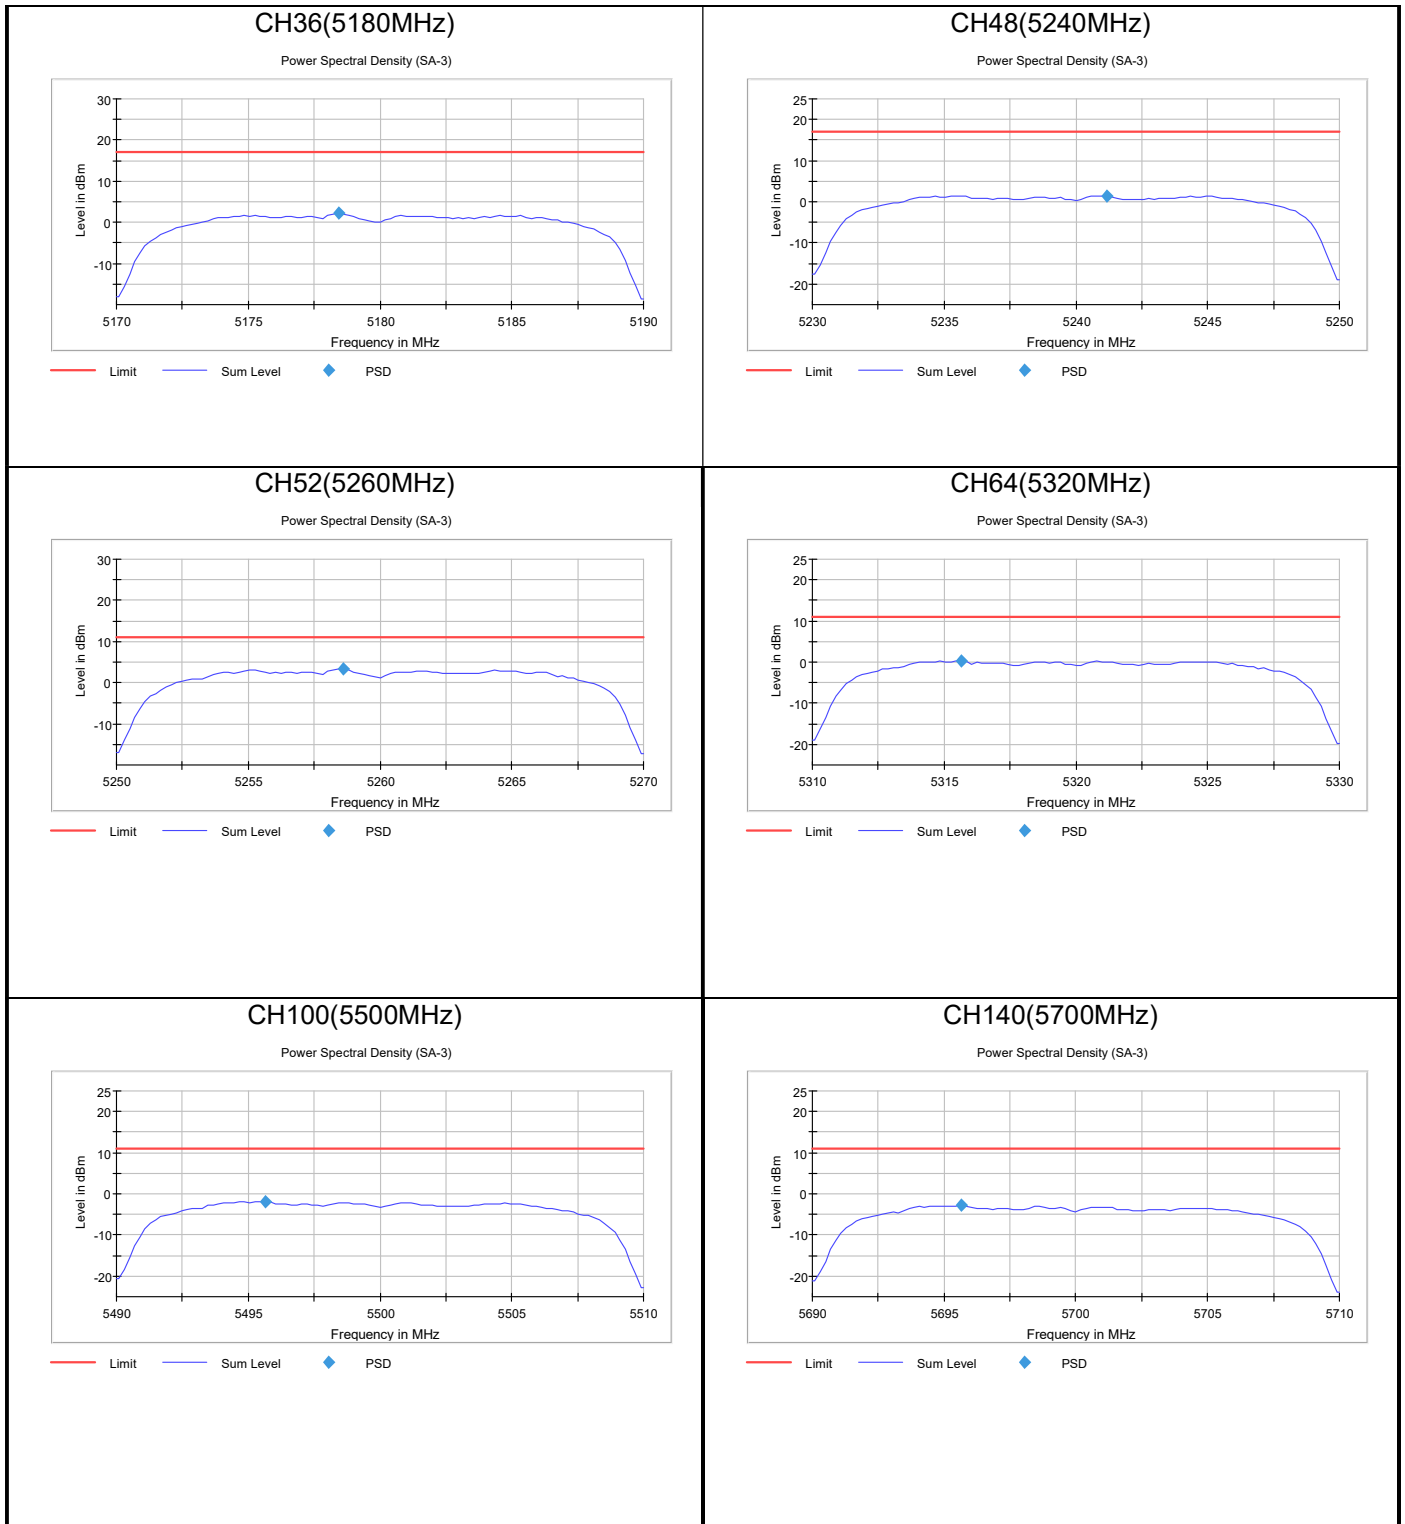 CH36(5180MHz)
Power Spectral Density (SA-3)
30
20
10
0
-10
Level in dBm
5170 5175 5180 5185 5190
Frequency in MHz
Limit Sum Level PSD
CH48(5240MHz)
Power Spectral Density (SA-3)
25
20
10
0
-10
-20
Level in dBm
5230 5235 5240 5245 5250
Frequency in MHz
Limit Sum Level PSD
CH52(5260MHz)
Power Spectral Density (SA-3)
30
20
10
0
-10
Level in dBm
5250 5255 5260 5265 5270
Frequency in MHz
Limit Sum Level PSD
CH64(5320MHz)
Power Spectral Density (SA-3)
25
20
10
0
-10
-20
Level in dBm
5310 5315 5320 5325 5330
Frequency in MHz
Limit Sum Level PSD
CH100(5500MHz)
Power Spectral Density (SA-3)
25
20
10
0
-10
-20
Level in dBm
5490 5495 5500 5505 5510
Frequency in MHz
Limit Sum Level PSD
CH140(5700MHz)
Power Spectral Density (SA-3)
25
20
10
0
-10
-20
Level in dBm
5690 5695 5700 5705 5710
Frequency in MHz
Limit Sum Level PSD